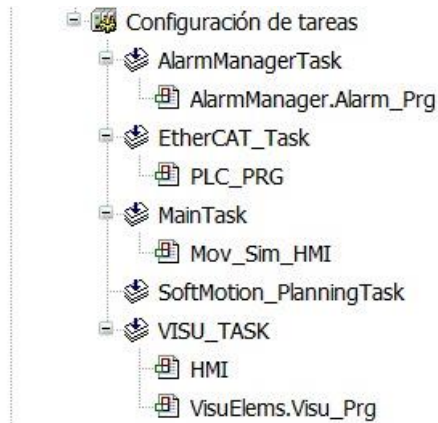 Configuración de tareas
AlarmManagerTask
AlarmManager.Alarm_Prg
EtherCAT_Task
PLC_PRG
MainTask
Mov_Sim_HMI
SoftMotion_PlanningTask
VISU_TASK
HMI
VisuElems.Visu_Prg